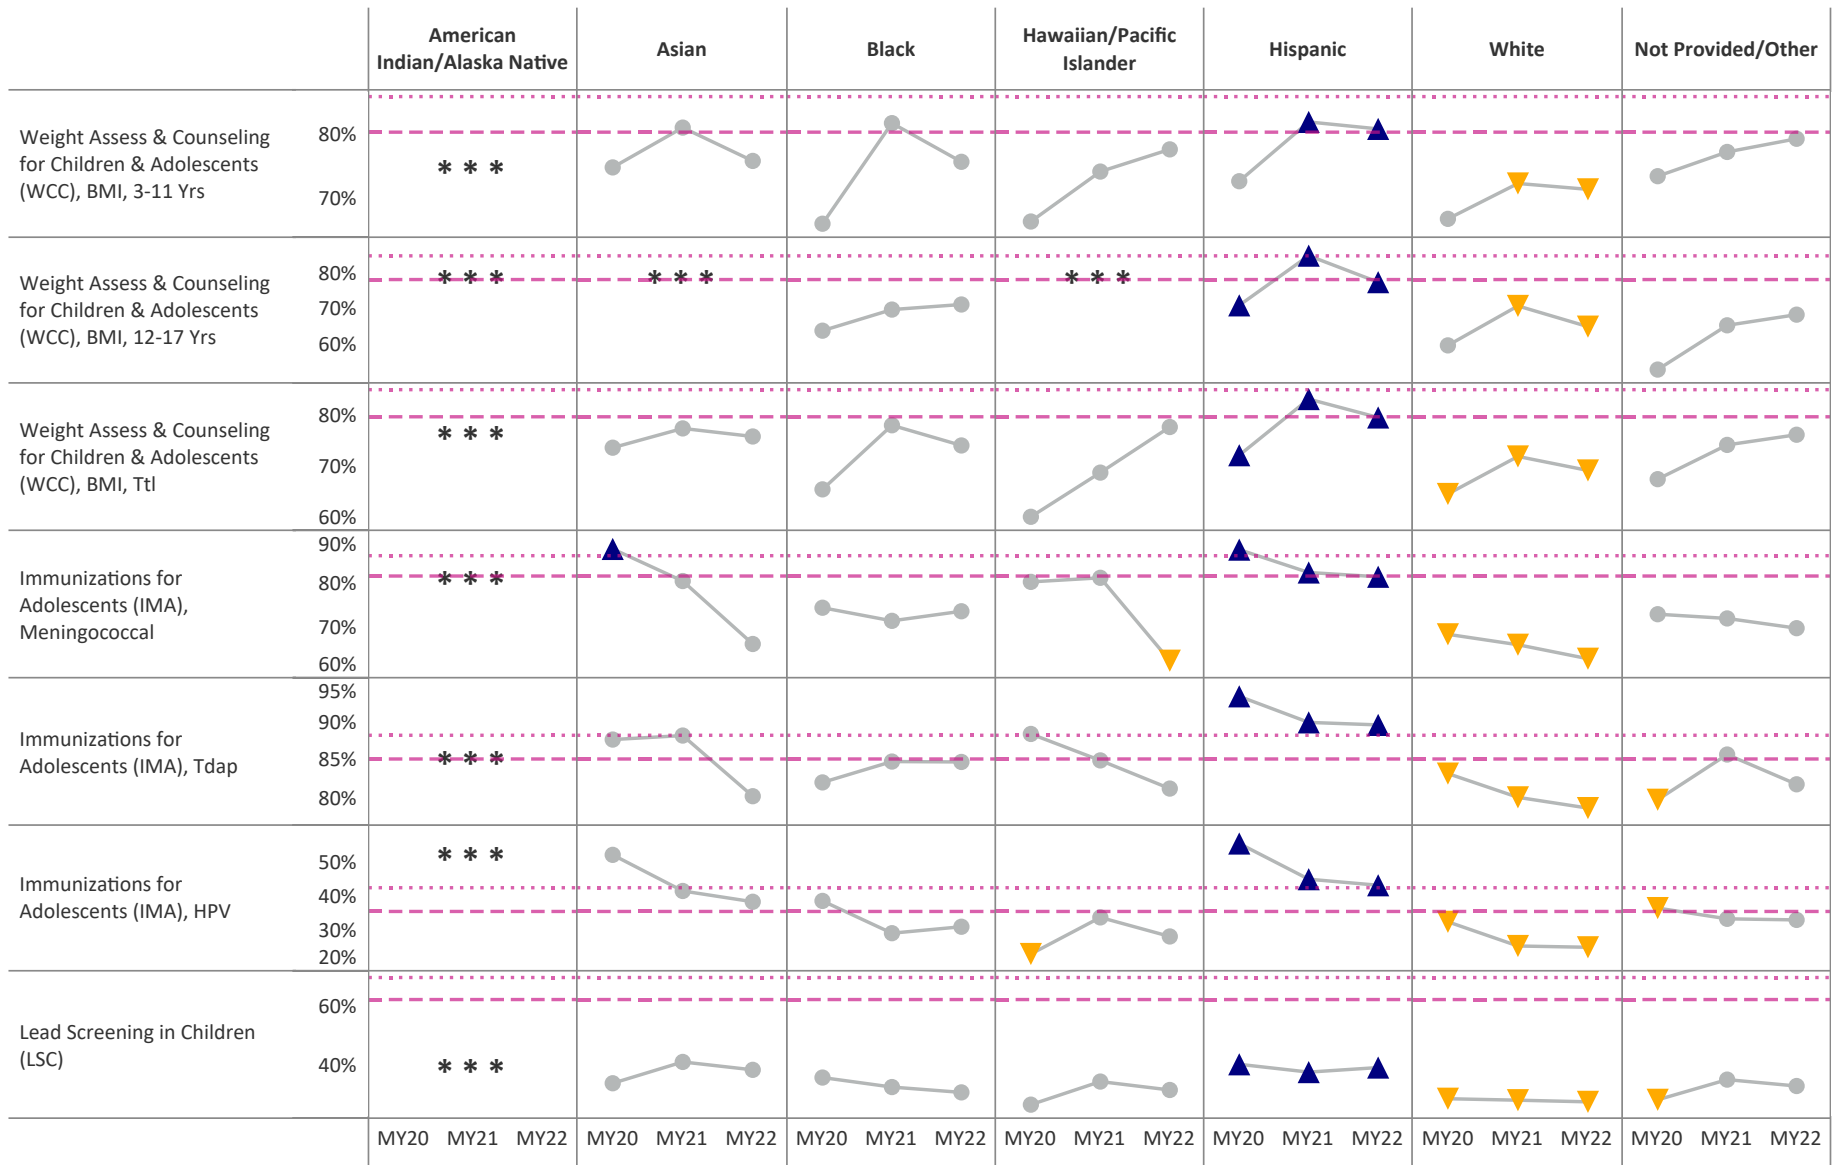 American
Indian/Alaska Native
Asian
Black
Hawaiian/Pacific
Islander
Hispanic
White
Not Provided/Other
Weight Assess & Counseling
for Children & Adolescents
(WCC), BMI, 3-11 Yrs
80%
70%
* * *
Weight Assess & Counseling
for Children & Adolescents
(WCC), BMI, 12-17 Yrs
80%
70%
60%
* * *
* * *
* * *
Weight Assess & Counseling
for Children & Adolescents
(WCC), BMI, Ttl
80%
70%
60%
* * *
Immunizations for
Adolescents (IMA),
Meningococcal
90%
80%
70%
60%
* * *
Immunizations for
Adolescents (IMA), Tdap
95%
90%
85%
80%
* * *
Immunizations for
Adolescents (IMA), HPV
50%
40%
30%
20%
* * *
Lead Screening in Children
(LSC)
60%
40%
* * *
MY20 MY21 MY22 MY20 MY21 MY22 MY20 MY21 MY22 MY20 MY21 MY22 MY20 MY21 MY22 MY20 MY21 MY22 MY20 MY21 MY22